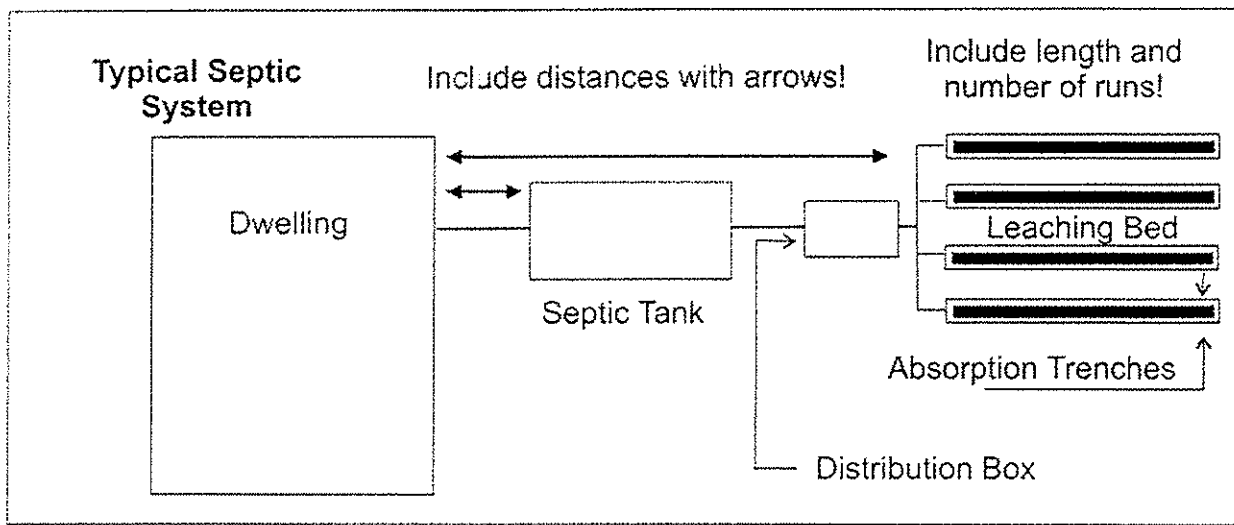 Typical Septic
System
Include distances with arrows!
Include length and
number of runs!
Dwelling
Septic Tank
Leaching Bed
Absorption Trenches
Distribution Box